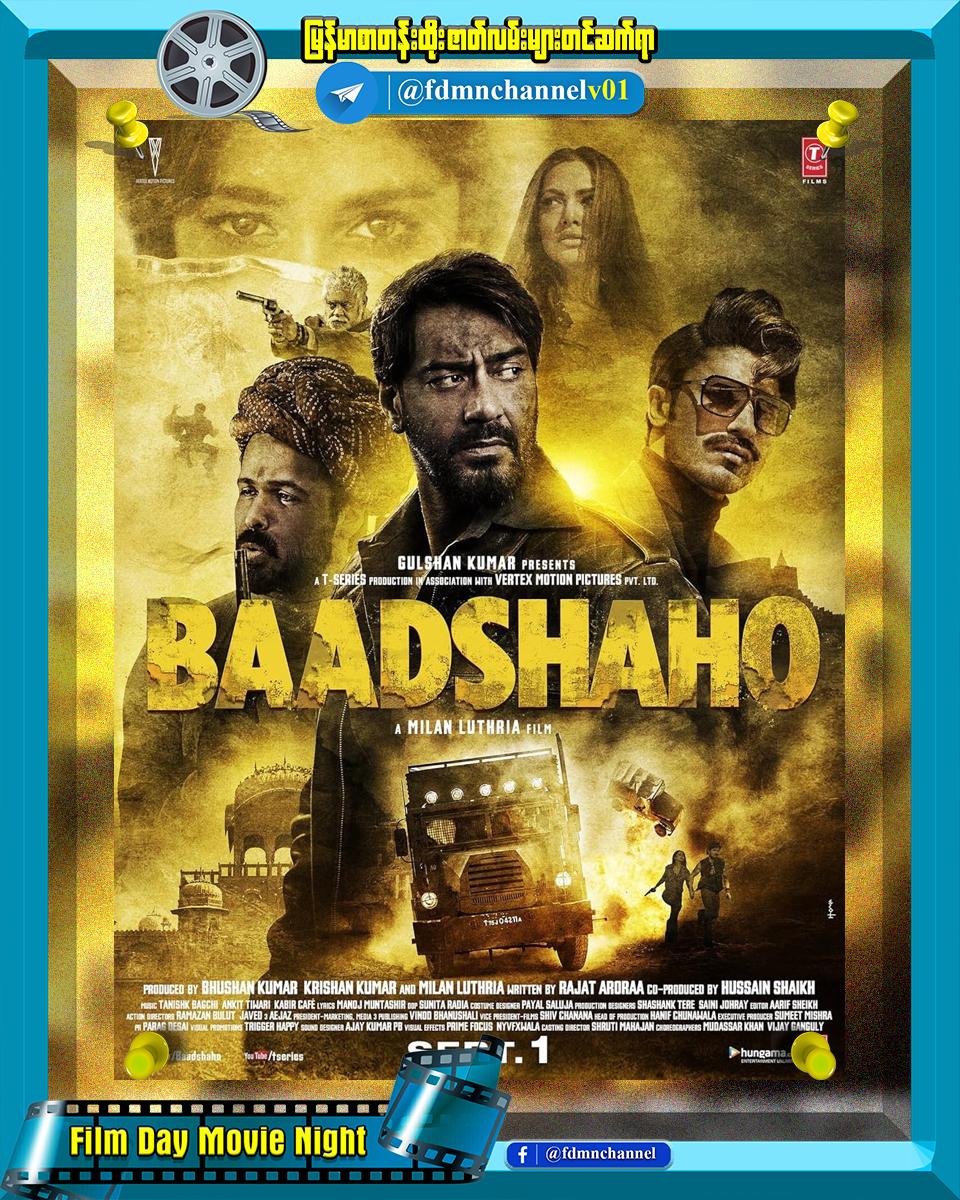 မြန်မာစာတန်းထိုးဇာတ်လမ်းများတင်ဆက်ရာ
@fdmnchannelv01
VERTEX MOTION PICTURES
T
SERIES
FILMS
GULSHAN KUMAR PRESENTS
A T-SERIES PRODUCTION IN ASSOCIATION WITH VERTEX MOTION PICTURES PVT. LTD.
BAADSHAHO
A MILAN LUTHRIA FILM
PRODUCED BY BHUSHAN KUMAR KRISHAN KUMAR AND MILAN LUTHRIA WRITTEN BY RAJAT ARORAA CO-PRODUCED BY HUSSAIN SHAIKH
MUSIC TANISHK BAGCHI ANKIT TIWARI KABIR CAFÉ LYRICS MANOJ MUNTASHIR DOP SUNITA RADIA COSTUME DESIGNER PAYAL SALUJA PRODUCTION DESIGNERS SHASHANK TERE SAINI JOHRAY EDITOR AARIF SHEIKH
ACTION DIRECTORS RAMAZAN BULUT JAVED & AEJAZ PRESIDENT-MARKETING, MEDIA & PUBLISHING VINOD BHANUSHALI VICE PRESIDENT-FILMS SHIV CHANANA HEAD OF PRODUCTION HANIF CHUNAWALA EXECUTIVE PRODUCER SUMEET MISHRA
PR PARAG DESAI VISUAL PROMOTIONS TRIGGER HAPPY SOUND DESIGNER AJAY KUMAR PB VISUAL EFFECTS PRIME FOCUS NYVFXWALA CASTING DIRECTOR SHRUTI MAHAJAN CHOREOGRAPHERS MUDASSAR KHAN VIJAY GANGULY
/Baadshaho YouTube/tseries SEPT.1 hungama
Film Day Movie Night
@fdmnchannel